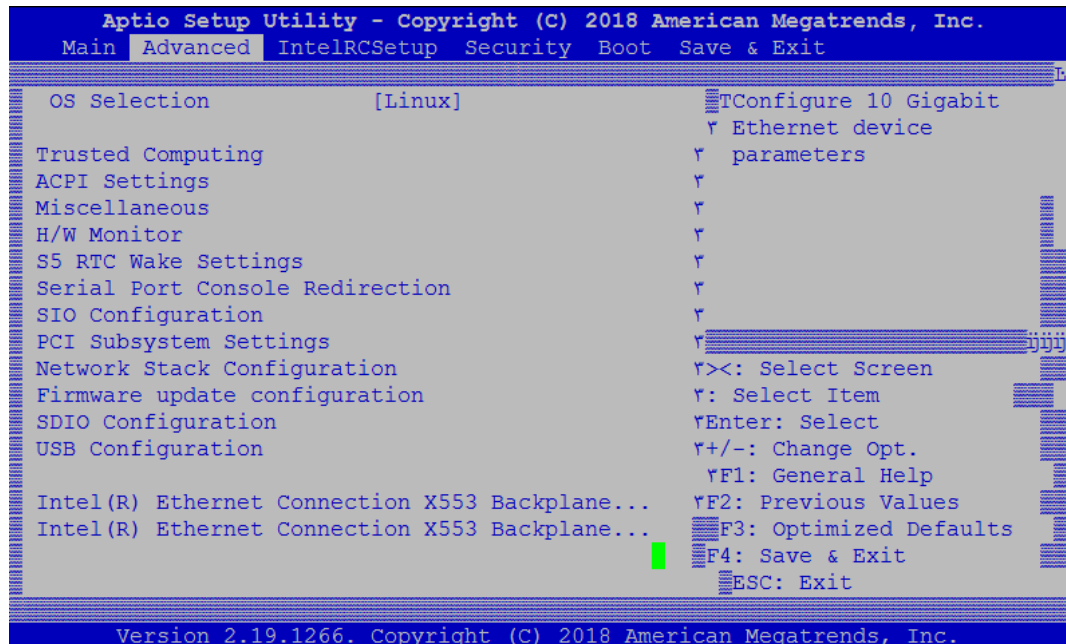 Aptio Setup Utility - Copyright (C) 2018 American Megatrends, Inc.
Main Advanced IntelRCSetup Security Boot Save & Exit
OS Selection [Linux]
Trusted Computing
ACPI Settings
Miscellaneous
H/W Monitor
S5 RTC Wake Settings
Serial Port Console Redirection
SIO Configuration
PCI Subsystem Settings
Network Stack Configuration
Firmware update configuration
SDIO Configuration
USB Configuration
Intel(R) Ethernet Connection X553 Backplane...
Intel(R) Ethernet Connection X553 Backplane...
Configure 10 Gigabit
Ethernet device
parameters
><: Select Screen
: Select Item
Enter: Select
+/-: Change Opt.
F1: General Help
F2: Previous Values
F3: Optimized Defaults
F4: Save & Exit
ESC: Exit
Version 2.19.1266. Copyright (C) 2018 American Megatrends, Inc.